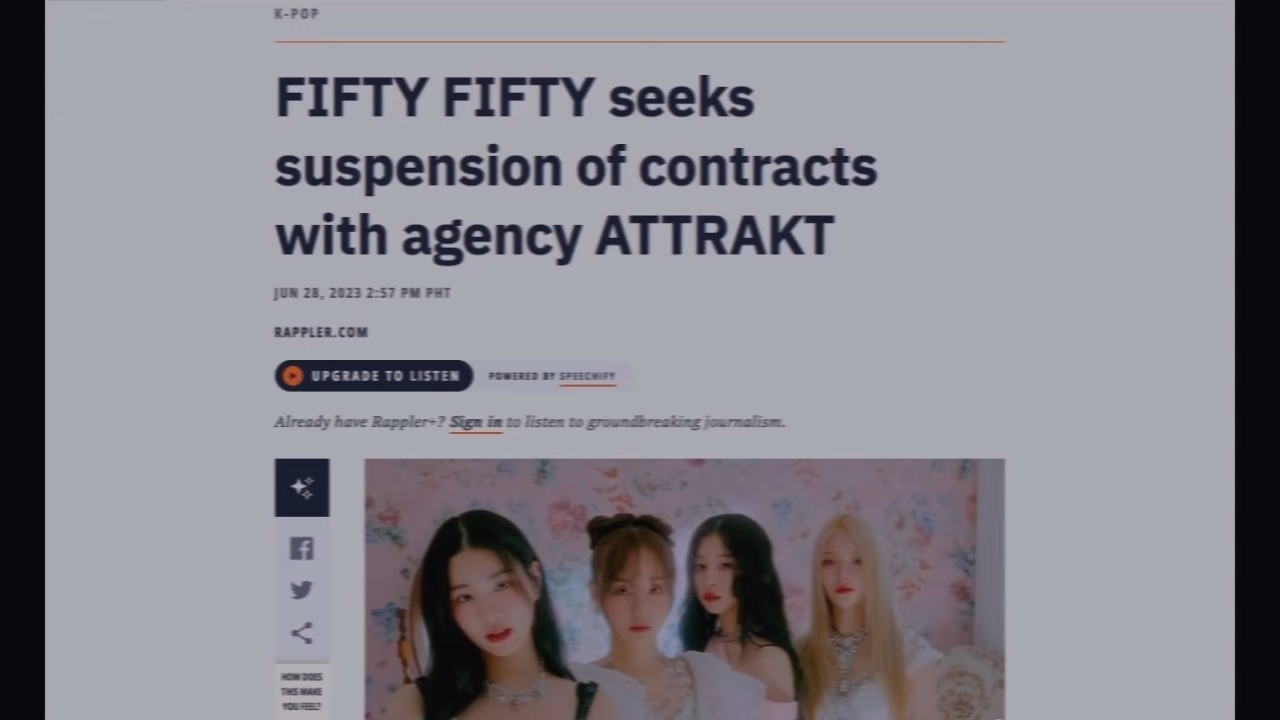 K-POP
FIFTY FIFTY seeks
suspension of contracts
with agency ATTRAKT
JUN 28, 2023 2:57 PM PHT
RAPPLER.COM
UPGRADE TO LISTEN POWERED BY SPEECHIFY
Already have Rappler+? Sign in to listen to groundbreaking journalism.
HOW DOES
THIS MAKE
YOU FEEL?